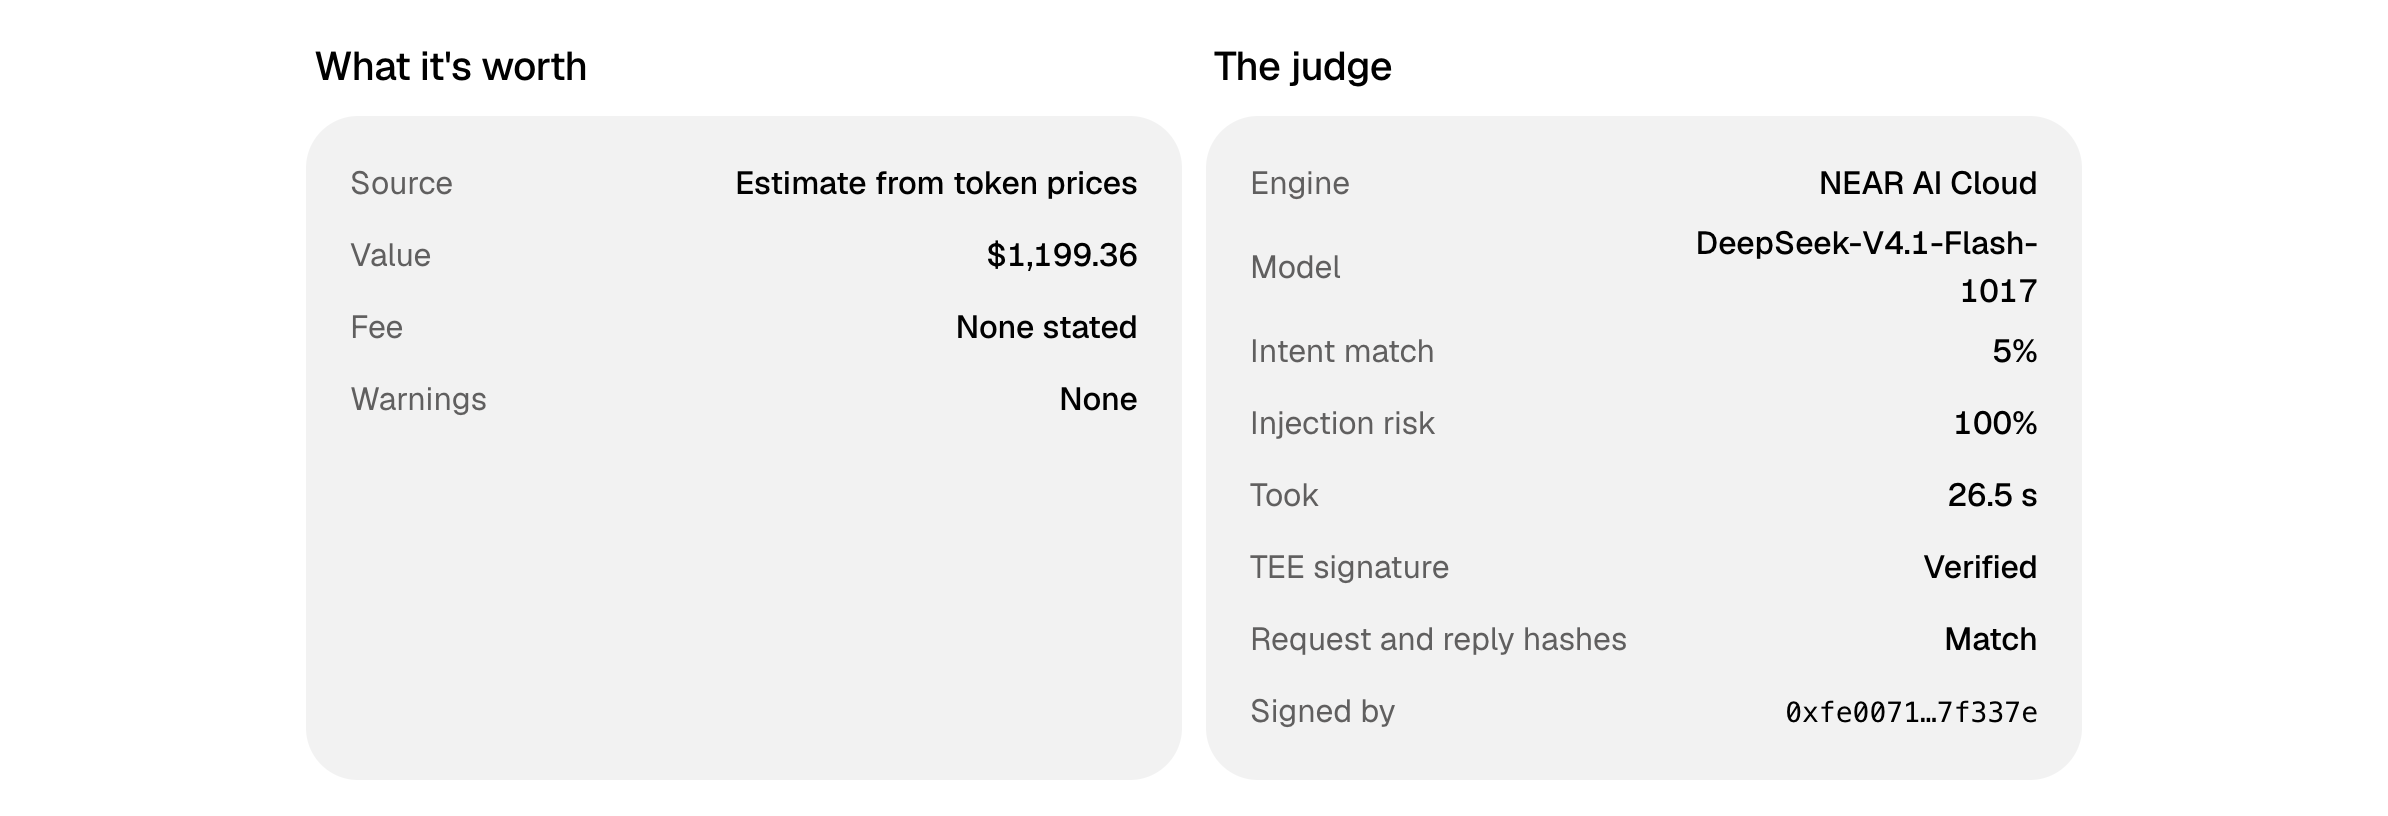 What it's worth
Source Estimate from token prices
Value $1,199.36
Fee None stated
Warnings None
The judge
Engine NEAR AI Cloud
Model DeepSeek-V4.1-Flash-
1017
Intent match 5%
Injection risk 100%
Took 26.5 s
TEE signature Verified
Request and reply hashes Match
Signed by 0xfe0071…7f337e